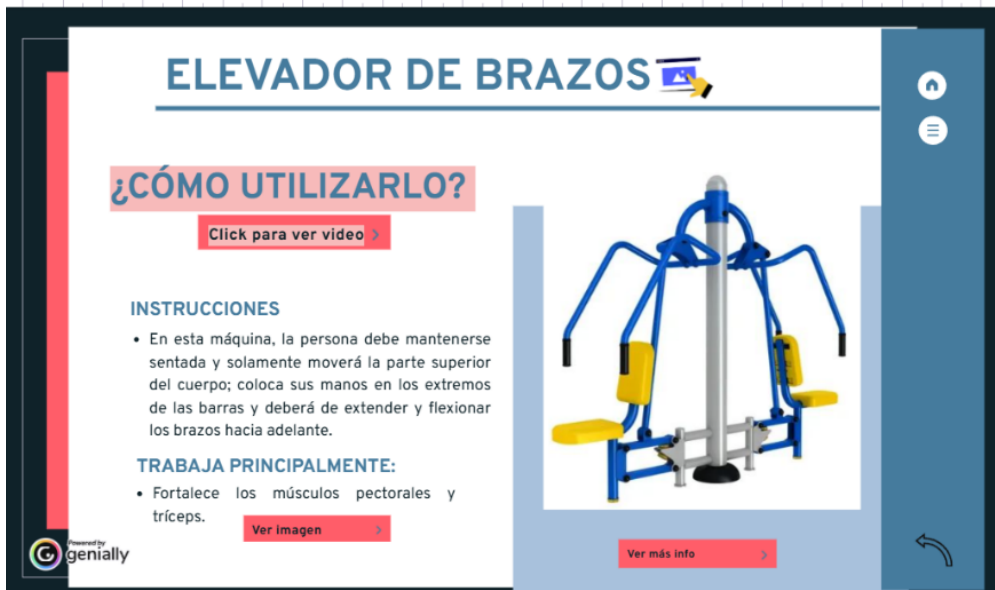 ELEVADOR DE BRAZOS
¿CÓMO UTILIZARLO?
Click para ver video
INSTRUCCIONES
• En esta máquina, la persona debe mantenerse
sentada y solamente moverá la parte superior
del cuerpo; coloca sus manos en los extremos
de las barras y deberá de extender y flexionar
los brazos hacia adelante.
TRABAJA PRINCIPALMENTE:
• Fortalece los músculos pectorales y
tríceps.
Ver imagen
Ver más info
Powered by
genially